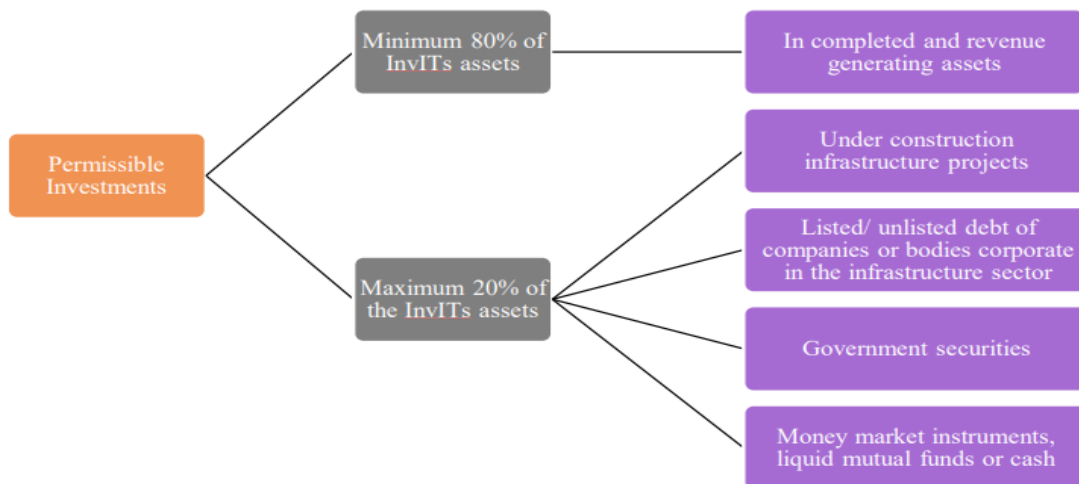 Permissible
Investments
Minimum 80% of
InvITs assets
Maximum 20% of
the InvITs assets
In completed and revenue
generating assets
Under construction
infrastructure projects
Listed/ unlisted debt of
companies or bodies corporate
in the infrastructure sector
Government securities
Money market instruments,
liquid mutual funds or cash